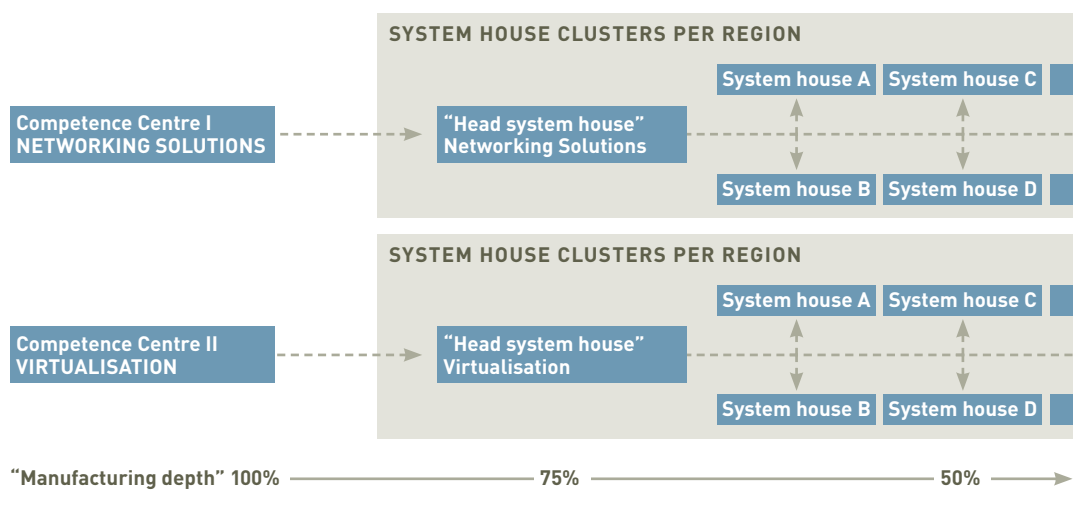 SYSTEM HOUSE CLUSTERS PER REGION
System house A
System house C
Competence Centre I
NETWORKING SOLUTIONS
“Head system house”
Networking Solutions
System house B
System house D
SYSTEM HOUSE CLUSTERS PER REGION
System house A
System house C
Competence Centre II
VIRTUALISATION
“Head system house”
Virtualisation
System house B
System house D
“Manufacturing depth” 100%
75%
50%